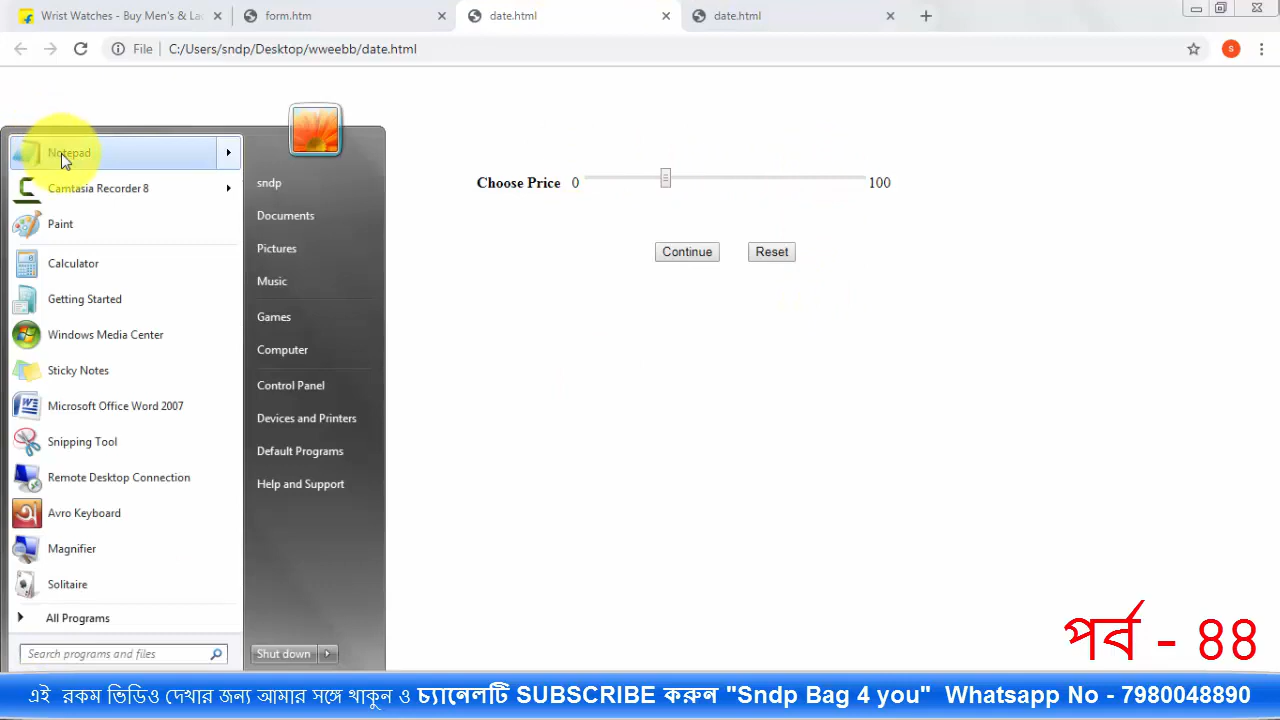 Wrist Watches - Buy Men's & La
form.htm
date.html
date.html
File C:/Users/sndp/Desktop/wweebb/date.html
S
Notepad
Camtasia Recorder 8
Paint
Calculator
Getting Started
Windows Media Center
Sticky Notes
Microsoft Office Word 2007
Snipping Tool
Remote Desktop Connection
Avro Keyboard
Magnifier
Solitaire
All Programs
Search programs and files
sndp
Documents
Pictures
Music
Games
Computer
Control Panel
Devices and Printers
Default Programs
Help and Support
Shut down
Choose Price 0 100
Continue Reset
পর্ব - 88
এই রকম ভিডিও দেখার জন্য আমার সঙ্গে থাকুন ও চ্যানেলটি SUBSCRIBE করুন "Sndp Bag 4 you" Whatsapp No - 7980048890